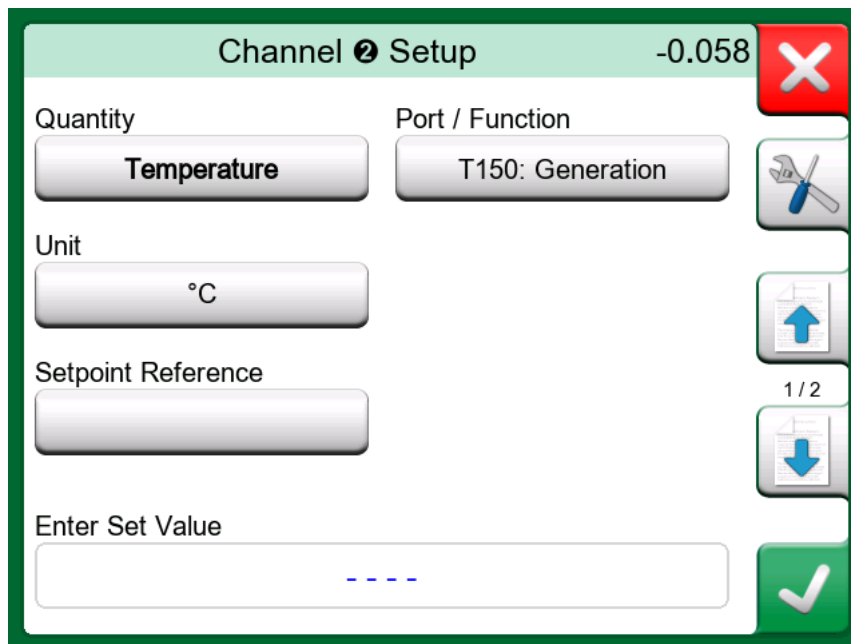 Channel ❷ Setup -0.058
Quantity Port / Function
Temperature T150: Generation
Unit
°C
Setpoint Reference
1 / 2
Enter Set Value
- - - -